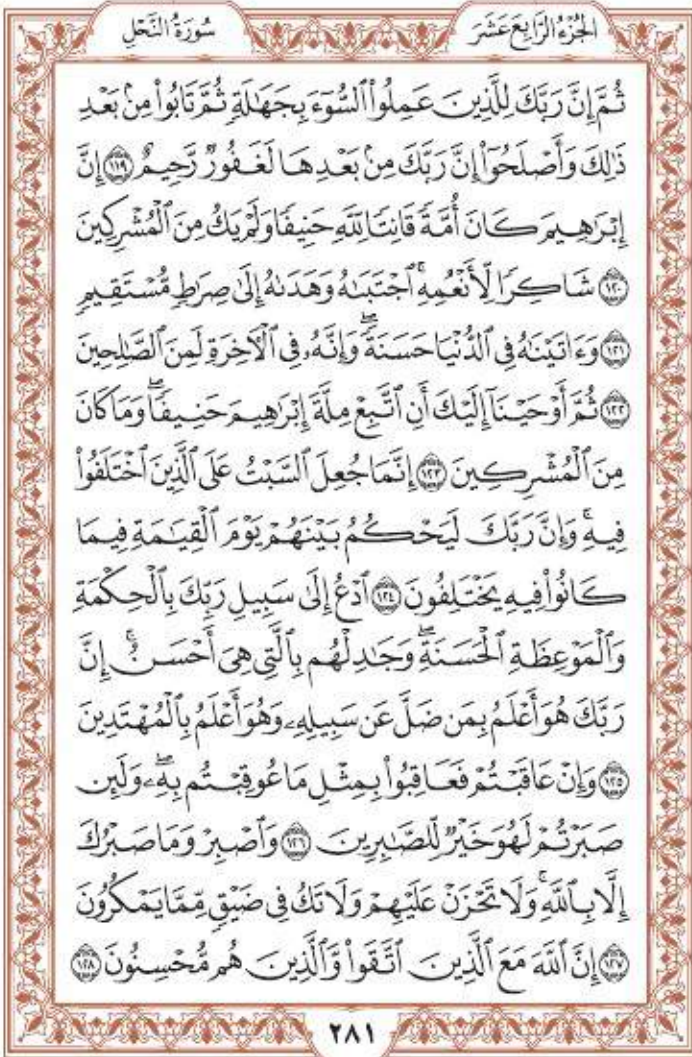 الجُزْءُ الرَّابِعَ عَشَرَ
سُورَةُ النَّحْلِ
ثُمَّ إِنَّ رَبَّكَ لِلَّذِينَ عَمِلُوا۟ ٱلسُّوٓءَ بِجَهَٰلَةٍ ثُمَّ تَابُوا۟ مِنۢ بَعْدِ
ذَٰلِكَ وَأَصْلَحُوٓا۟ إِنَّ رَبَّكَ مِنۢ بَعْدِهَا لَغَفُورٌ رَّحِيمٌ ١١٩ إِنَّ
إِبْرَٰهِيمَ كَانَ أُمَّةً قَانِتًا لِّلَّهِ حَنِيفًا وَلَمْ يَكُ مِنَ ٱلْمُشْرِكِينَ
١٢٠ شَاكِرًا لِّأَنْعُمِهِ ۚ ٱجْتَبَىٰهُ وَهَدَىٰهُ إِلَىٰ صِرَٰطٍ مُّسْتَقِيمٍ
١٢١ وَءَاتَيْنَٰهُ فِى ٱلدُّنْيَا حَسَنَةً ۖ وَإِنَّهُۥ فِى ٱلْـَٔاخِرَةِ لَمِنَ ٱلصَّٰلِحِينَ
١٢٢ ثُمَّ أَوْحَيْنَآ إِلَيْكَ أَنِ ٱتَّبِعْ مِلَّةَ إِبْرَٰهِيمَ حَنِيفًا ۖ وَمَا كَانَ
مِنَ ٱلْمُشْرِكِينَ ١٢٣ إِنَّمَا جُعِلَ ٱلسَّبْتُ عَلَى ٱلَّذِينَ ٱخْتَلَفُوا۟
فِيهِ ۚ وَإِنَّ رَبَّكَ لَيَحْكُمُ بَيْنَهُمْ يَوْمَ ٱلْقِيَٰمَةِ فِيمَا
كَانُوا۟ فِيهِ يَخْتَلِفُونَ ١٢٤ ٱدْعُ إِلَىٰ سَبِيلِ رَبِّكَ بِٱلْحِكْمَةِ
وَٱلْمَوْعِظَةِ ٱلْحَسَنَةِ ۖ وَجَٰدِلْهُم بِٱلَّتِى هِىَ أَحْسَنُ ۚ إِنَّ
رَبَّكَ هُوَ أَعْلَمُ بِمَن ضَلَّ عَن سَبِيلِهِۦ وَهُوَ أَعْلَمُ بِٱلْمُهْتَدِينَ
١٢٥ وَإِنْ عَاقَبْتُمْ فَعَاقِبُوا۟ بِمِثْلِ مَا عُوقِبْتُم بِهِۦ ۖ وَلَئِن
صَبَرْتُمْ لَهُوَ خَيْرٌ لِّلصَّٰبِرِينَ ١٢٦ وَٱصْبِرْ وَمَا صَبْرُكَ
إِلَّا بِٱللَّهِ ۚ وَلَا تَحْزَنْ عَلَيْهِمْ وَلَا تَكُ فِى ضَيْقٍ مِّمَّا يَمْكُرُونَ
١٢٧ إِنَّ ٱللَّهَ مَعَ ٱلَّذِينَ ٱتَّقَوا۟ وَّٱلَّذِينَ هُم مُّحْسِنُونَ ١٢٨
٢٨١